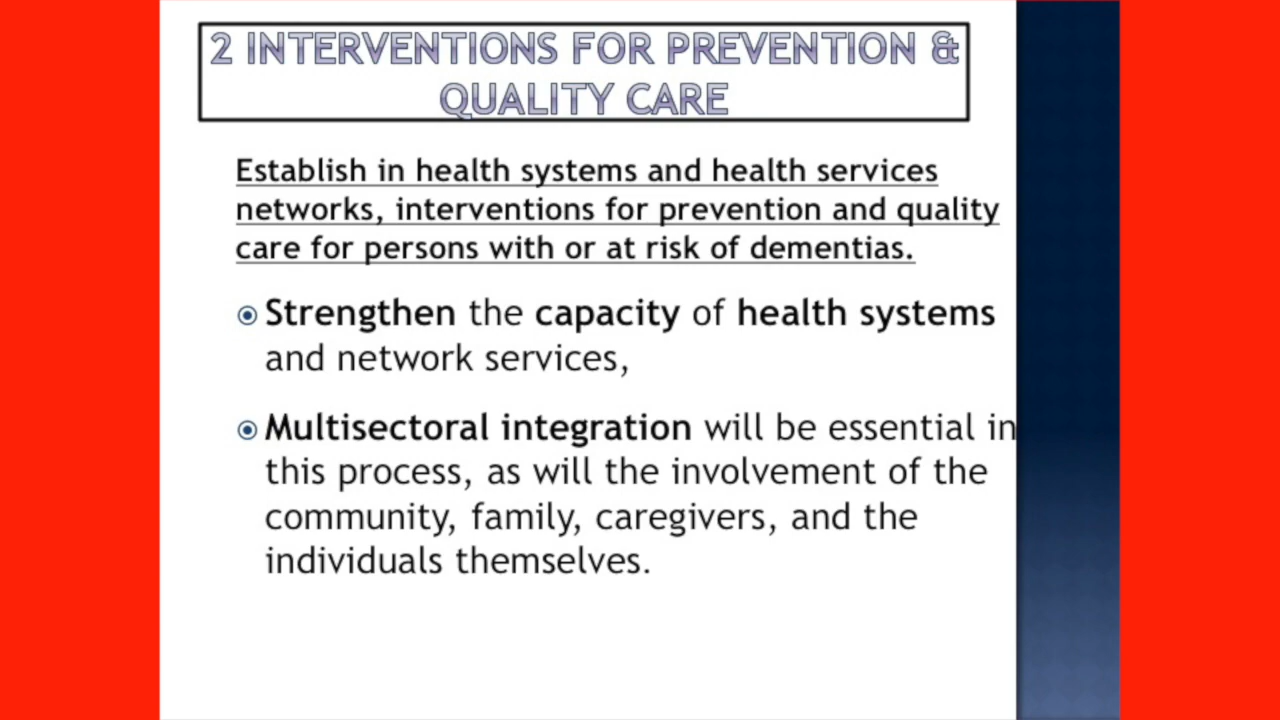 2 INTERVENTIONS FOR PREVENTION &
QUALITY CARE
Establish in health systems and health services
networks, interventions for prevention and quality
care for persons with or at risk of dementias.
Strengthen the capacity of health systems
and network services,
Multisectoral integration will be essential in
this process, as will the involvement of the
community, family, caregivers, and the
individuals themselves.